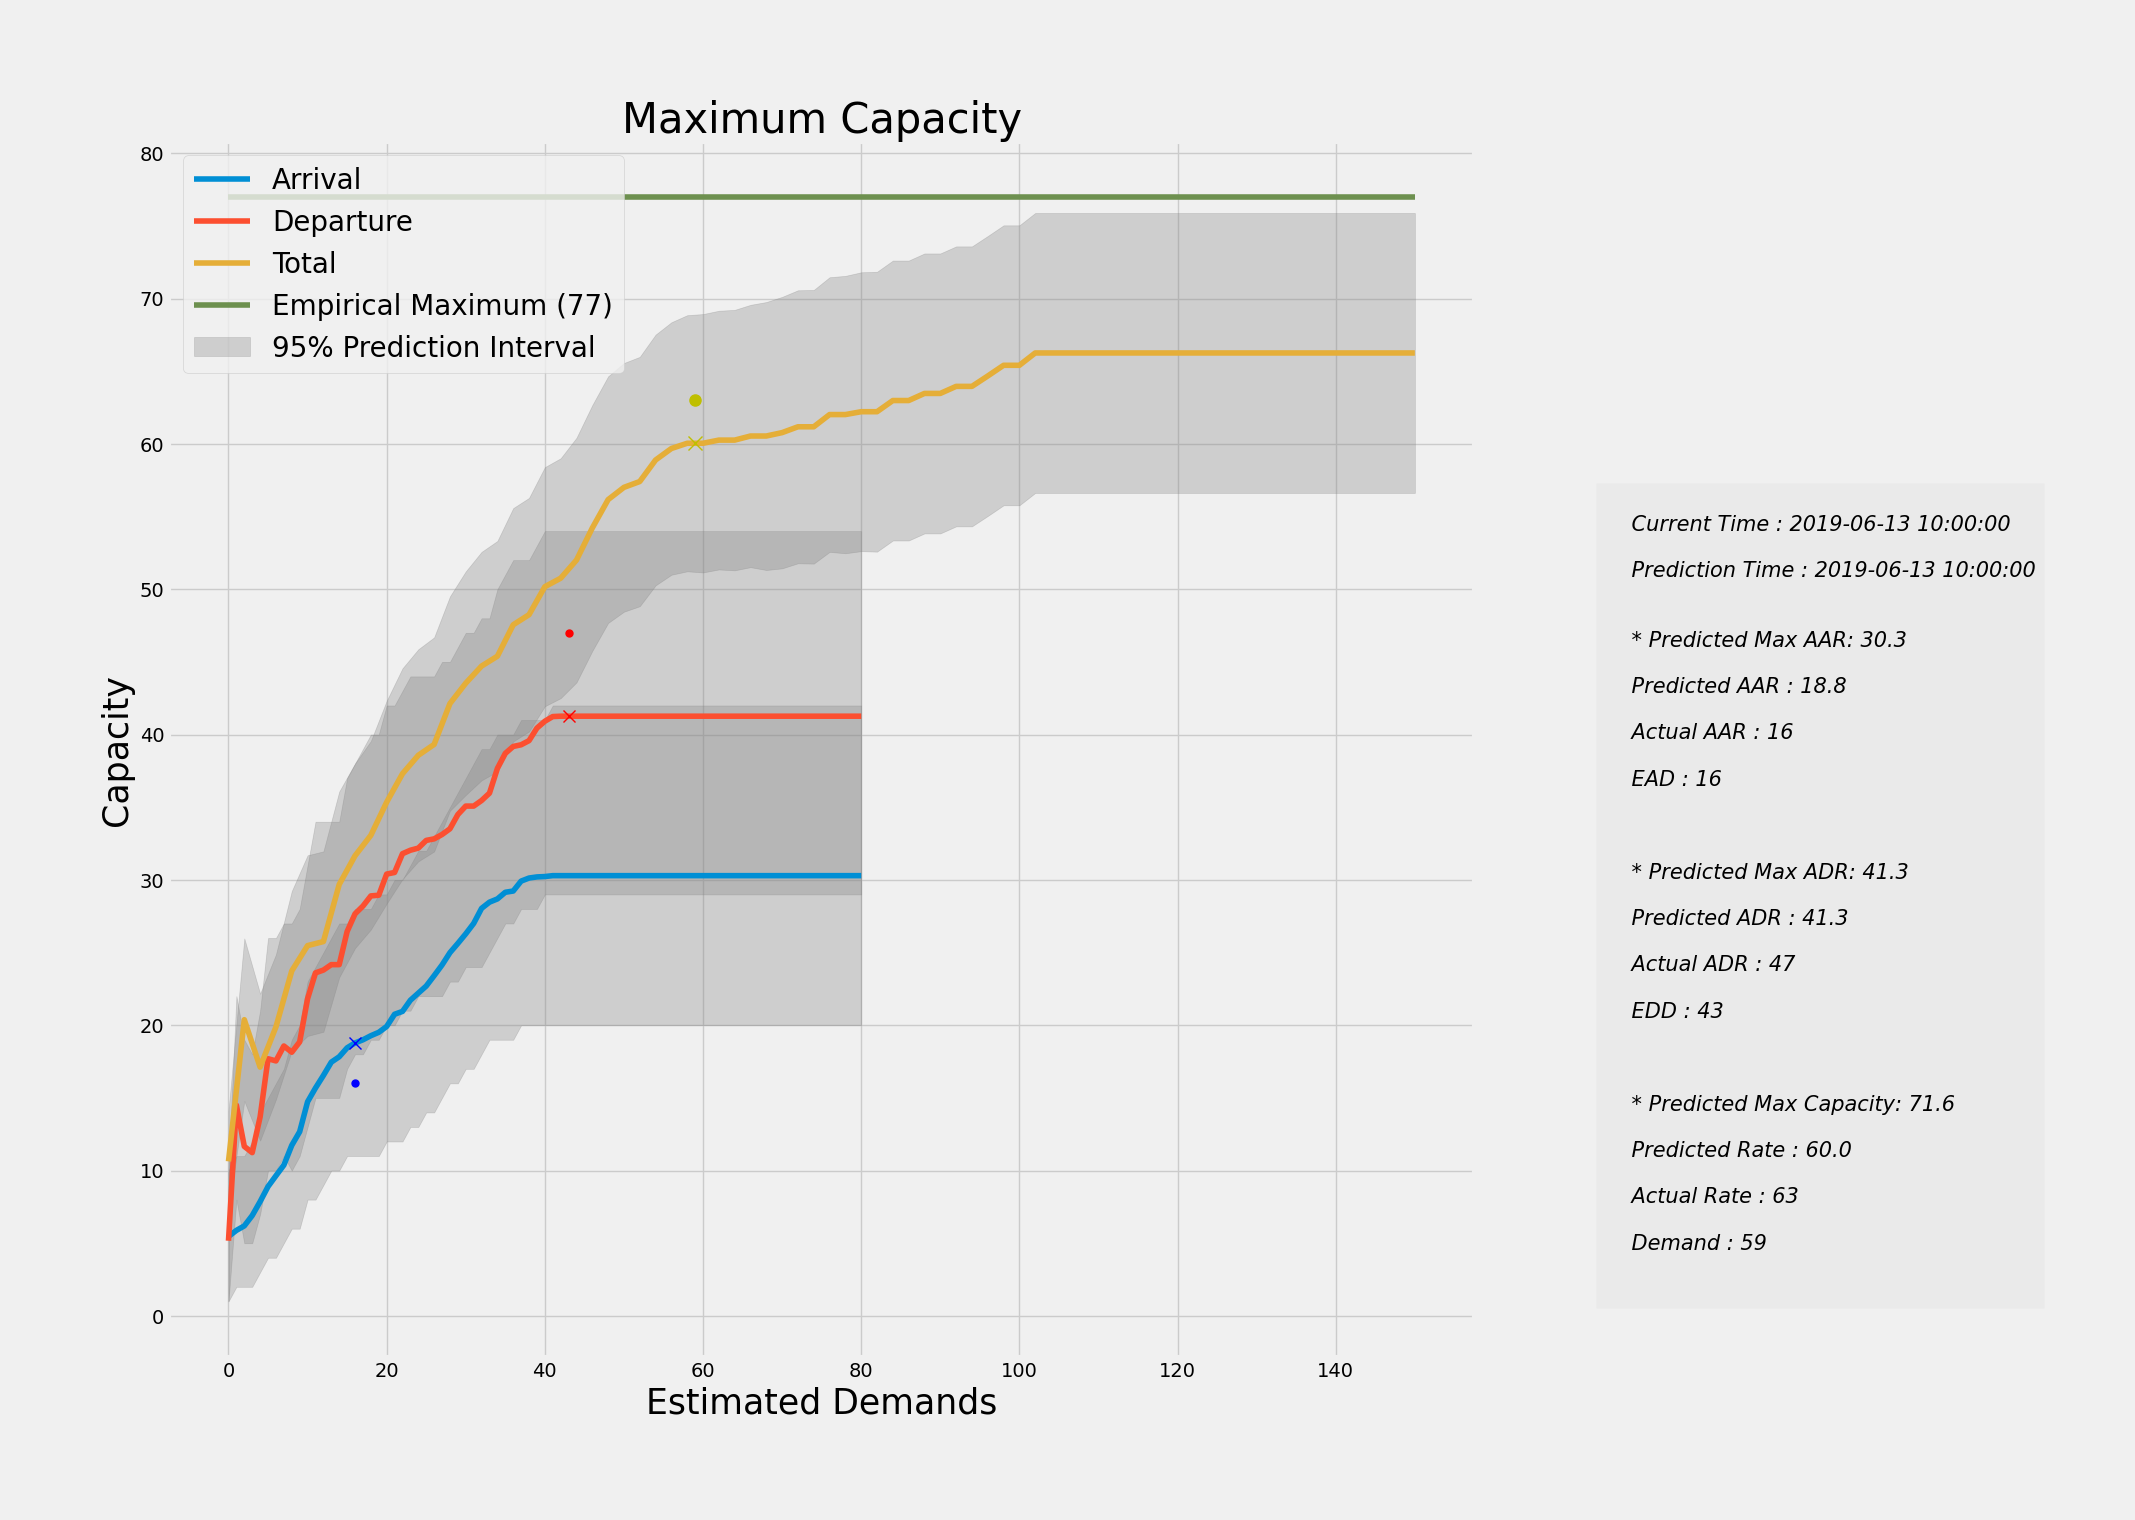 Maximum Capacity
Arrival
Departure
Total
Empirical Maximum (77)
95% Prediction Interval
80
70
60
50
40
30
20
10
0
Capacity
0 20 40 60 80 100 120 140
Estimated Demands
Current Time : 2019-06-13 10:00:00
Prediction Time : 2019-06-13 10:00:00
* Predicted Max AAR: 30.3
Predicted AAR : 18.8
Actual AAR : 16
EAD : 16
* Predicted Max ADR: 41.3
Predicted ADR : 41.3
Actual ADR : 47
EDD : 43
* Predicted Max Capacity: 71.6
Predicted Rate : 60.0
Actual Rate : 63
Demand : 59